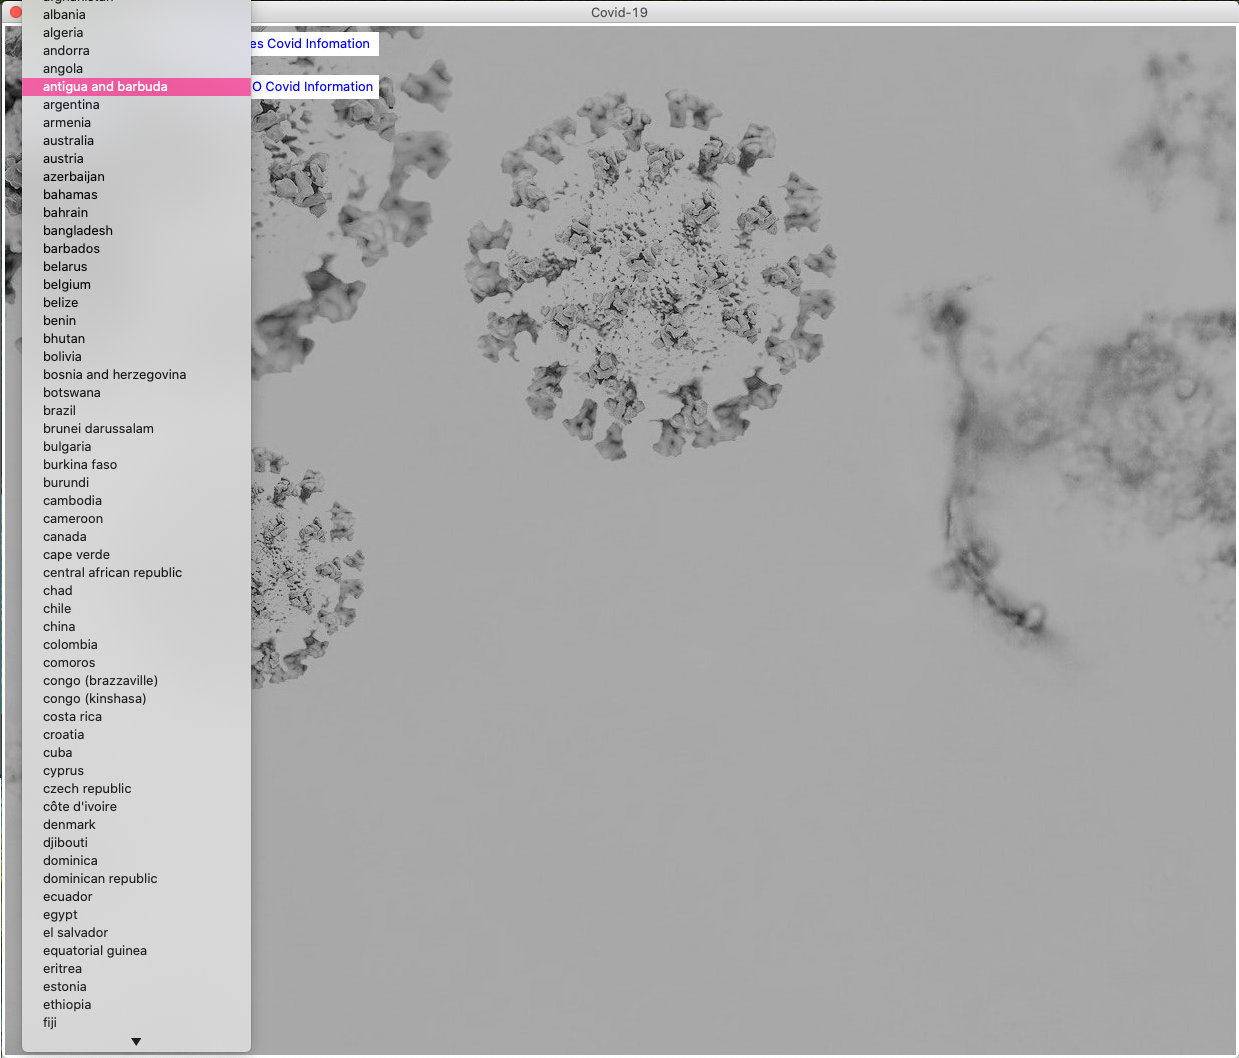 Covid-19
albania
algeria
andorra
angola
antigua and barbuda
argentina
armenia
australia
austria
azerbaijan
bahamas
bahrain
bangladesh
barbados
belarus
belgium
belize
benin
bhutan
bolivia
bosnia and herzegovina
botswana
brazil
brunei darussalam
bulgaria
burkina faso
burundi
cambodia
cameroon
canada
cape verde
central african republic
chad
chile
china
colombia
comoros
congo (brazzaville)
congo (kinshasa)
costa rica
croatia
cuba
cyprus
czech republic
côte d'ivoire
denmark
djibouti
dominica
dominican republic
ecuador
egypt
el salvador
equatorial guinea
eritrea
estonia
ethiopia
fiji
es Covid Infomation
O Covid Information